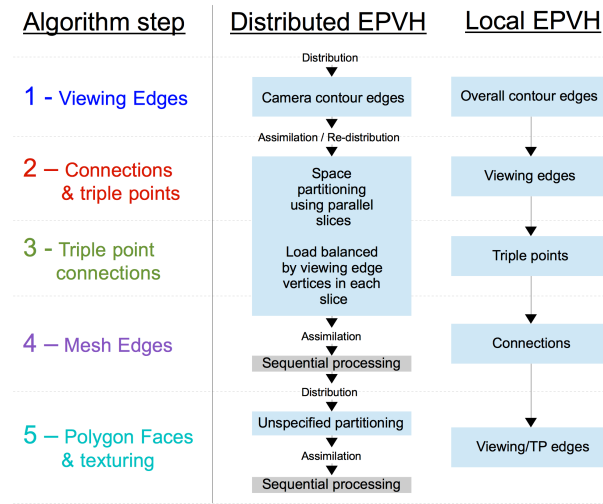 Algorithm step
Distributed EPVH
Local EPVH
Distribution
1 - Viewing Edges
Camera contour edges
Overall contour edges
Assimilation / Re-distribution
2 – Connections
& triple points
Space
partitioning
using parallel
slices
Viewing edges
3 - Triple point
connections
Load balanced
by viewing edge
vertices in each
slice
Triple points
4 – Mesh Edges
Assimilation
Sequential processing
Connections
Distribution
5 – Polygon Faces
& texturing
Unspecified partitioning
Assimilation
Sequential processing
Viewing/TP edges